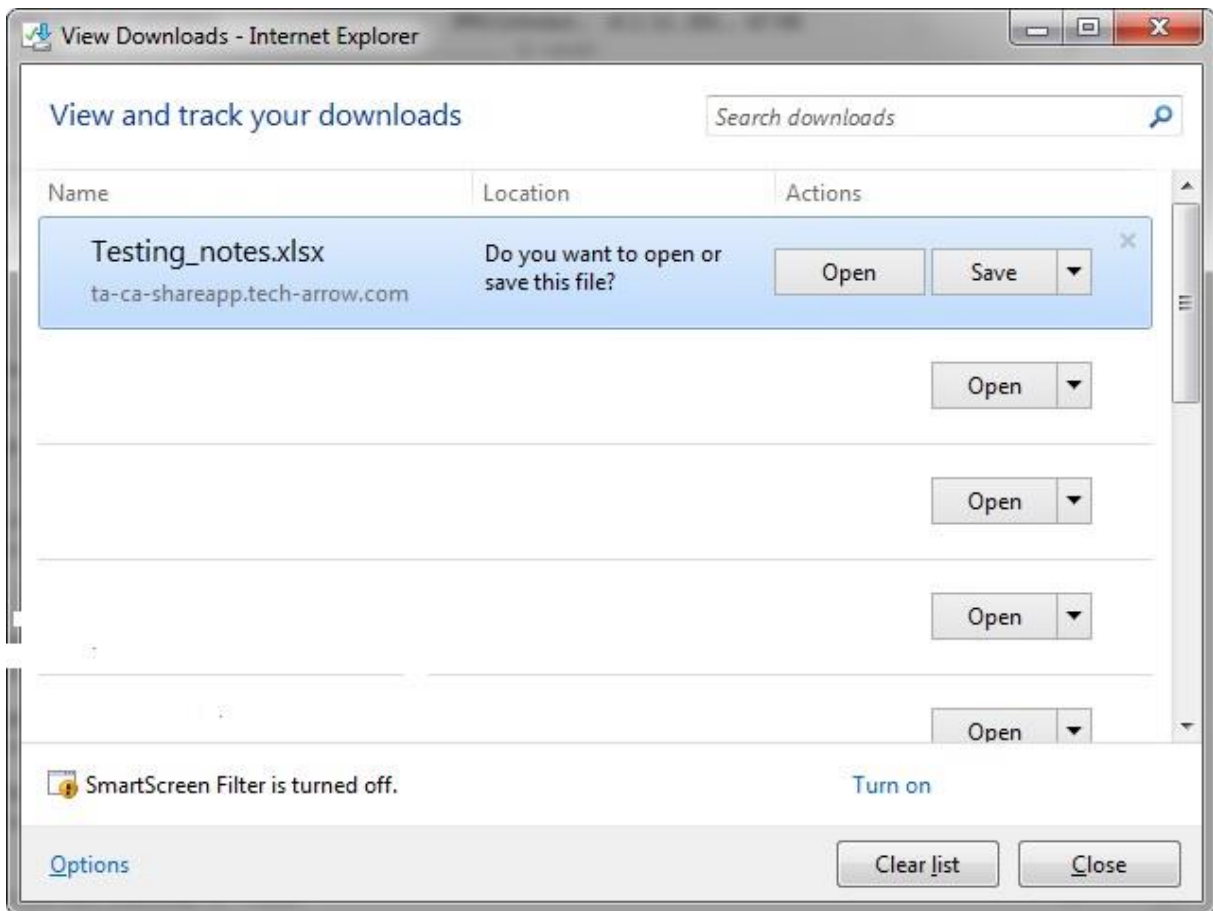 View Downloads - Internet Explorer
View and track your downloads
Search downloads
Name Location Actions
Testing_notes.xlsx
ta-ca-shareapp.tech-arrow.com
Do you want to open or
save this file?
Open Save
Open
Open
Open
Open
SmartScreen Filter is turned off. Turn on
Options Clear list Close